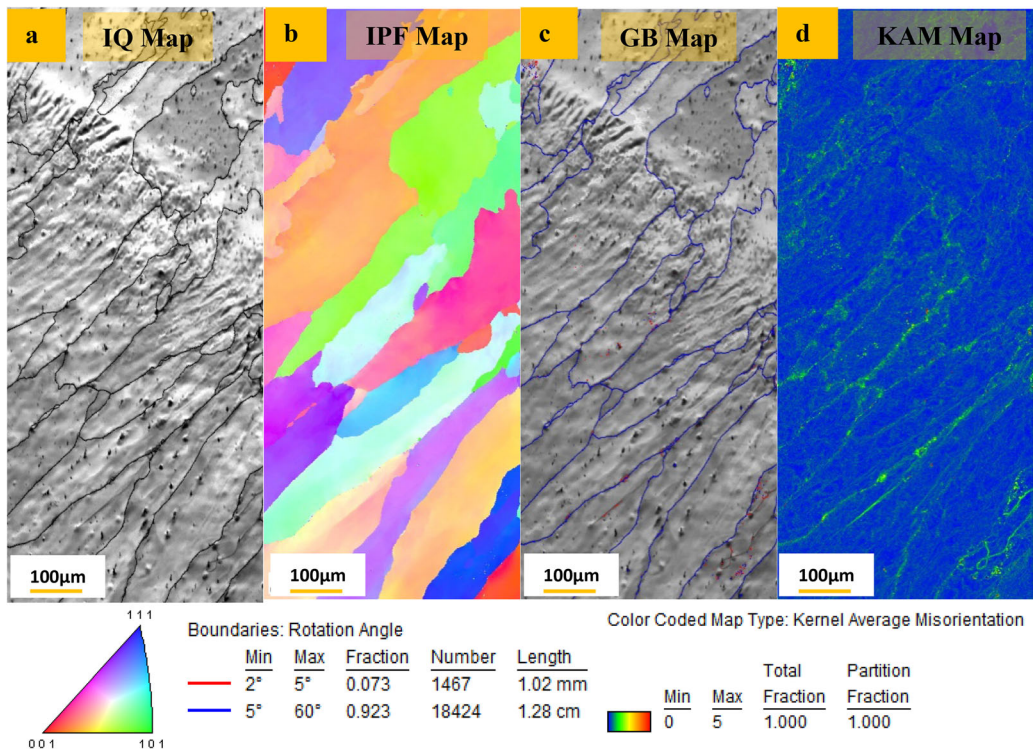 a IQ Map b IPF Map c GB Map d KAM Map
100μm 100μm 100μm 100μm
111
001 101
Boundaries: Rotation Angle
Min Max Fraction Number Length
2° 5° 0.073 1467 1.02 mm
5° 60° 0.923 18424 1.28 cm
Color Coded Map Type: Kernel Average Misorientation
Total Partition
Min Max Fraction Fraction
0 5 1.000 1.000